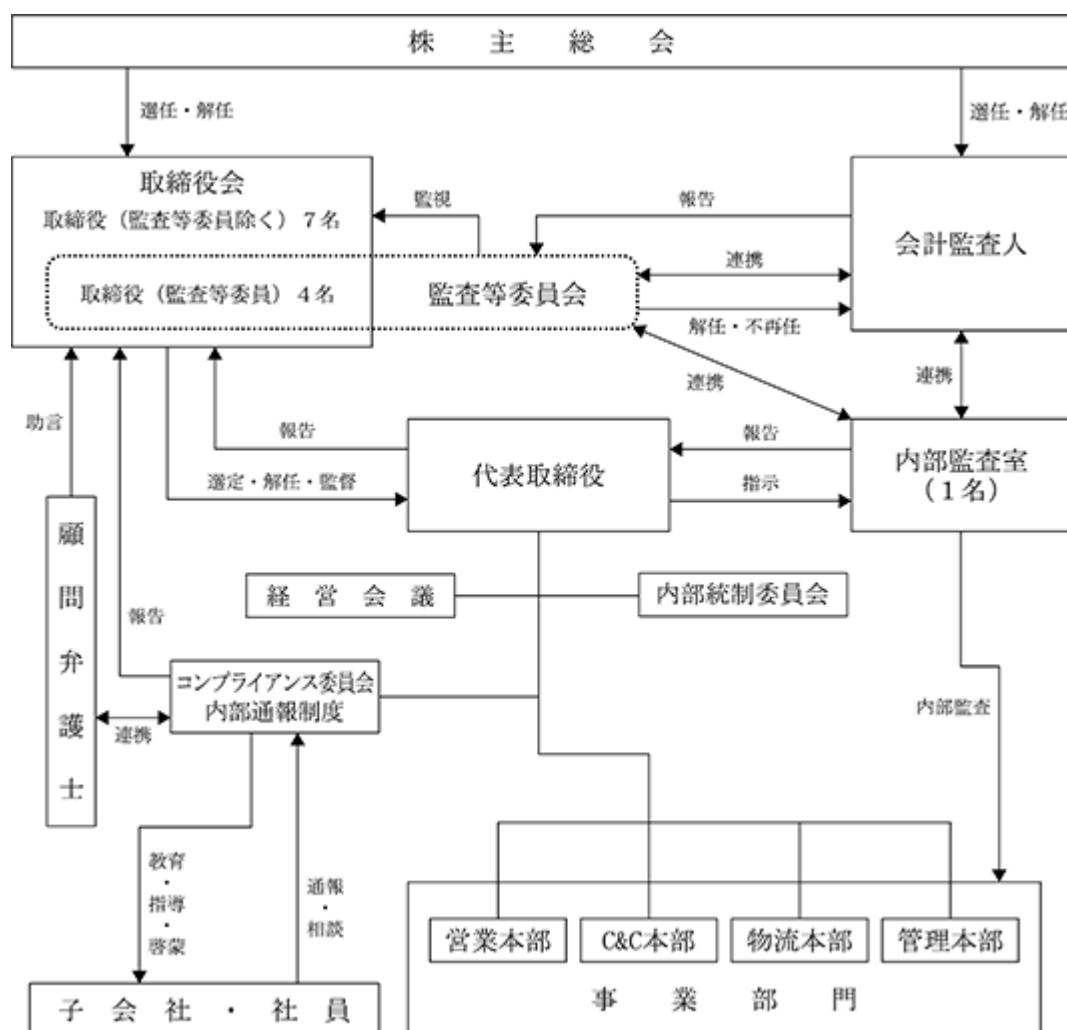 株主総会
選任・解任
選任・解任
取締役会
取締役（監査等委員除く）７名
取締役（監査等委員）４名
監査等委員会
監視
報告
連携
解任・不再任
会計監査人
連携
連携
助言
報告
選定・解任・監督
代表取締役
報告
指示
内部監査室
（１名）
顧問弁護士
経営会議
内部統制委員会
報告
コンプライアンス委員会
内部通報制度
連携
内部監査
教育・指導・啓蒙
通報・相談
営業本部
C&C本部
物流本部
管理本部
事業部門
子会社・社員